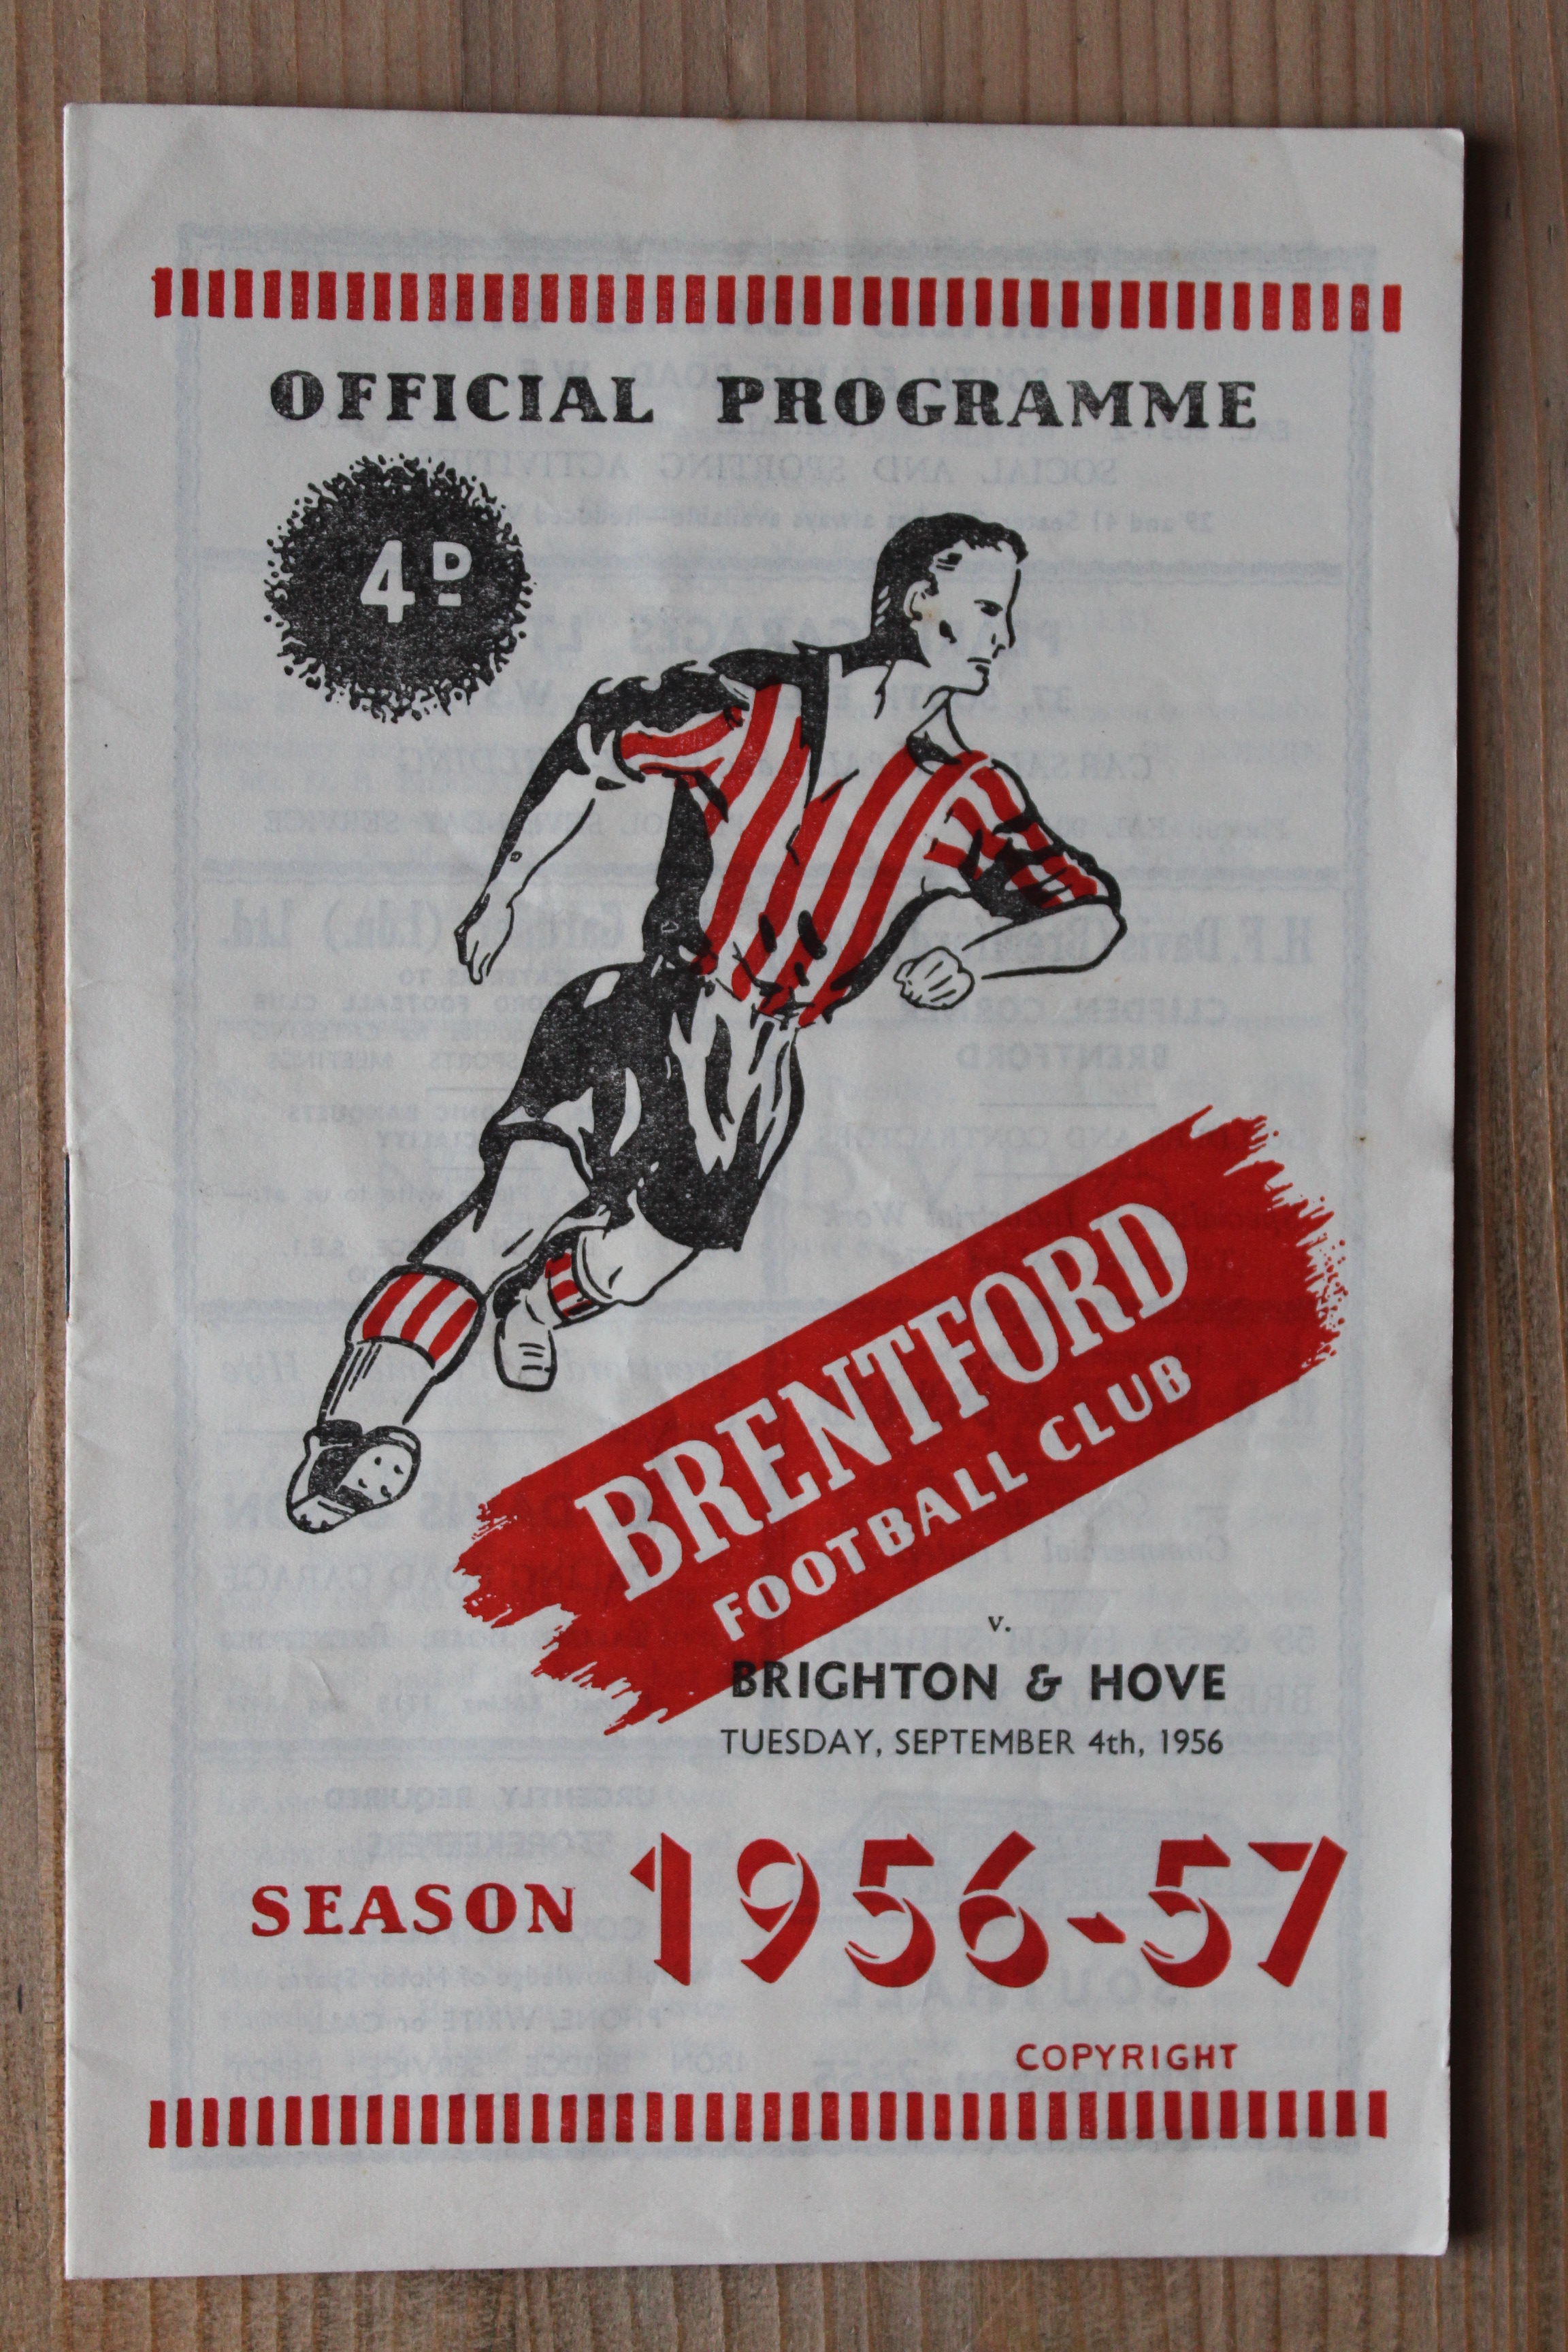 OFFICIAL PROGRAMME
4D
BRENTFORD
FOOTBALL CLUB
v.
BRIGHTON & HOVE
TUESDAY, SEPTEMBER 4th, 1956
SEASON 1956-57
COPYRIGHT